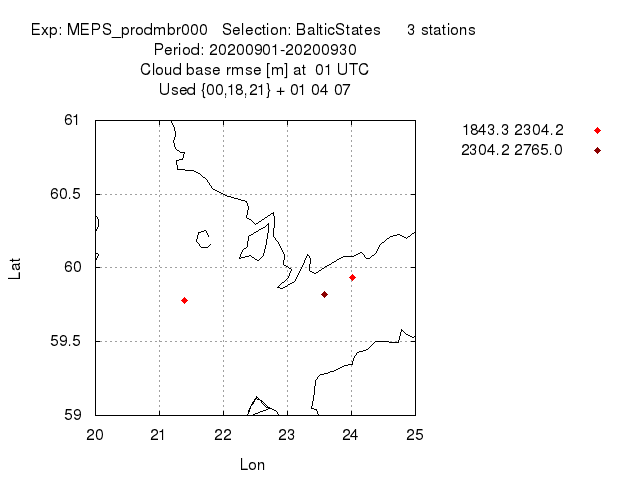 Exp: MEPS_prodmbr000 Selection: BalticStates 3 stations
Period: 20200901-20200930
Cloud base rmse [m] at 01 UTC
Used {00,18,21} + 01 04 07
1843.3 2304.2
2304.2 2765.0
61
60.5
60
59.5
59
Lat
20 21 22 23 24 25
Lon